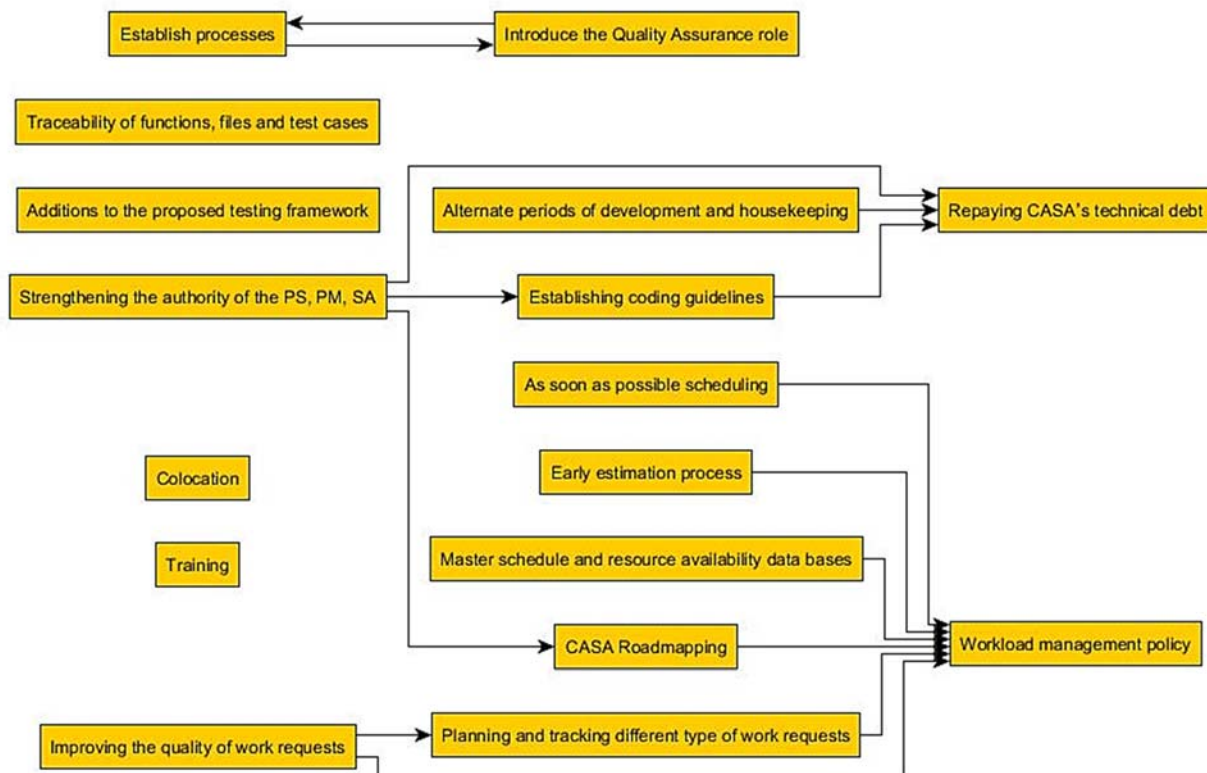 Establish processes
Introduce the Quality Assurance role
Traceability of functions, files and test cases
Additions to the proposed testing framework
Alternate periods of development and housekeeping
Repaying CASA's technical debt
Strengthening the authority of the PS, PM, SA
Establishing coding guidelines
As soon as possible scheduling
Early estimation process
Colocation
Master schedule and resource availability data bases
Training
CASA Roadmapping
Workload management policy
Improving the quality of work requests
Planning and tracking different type of work requests